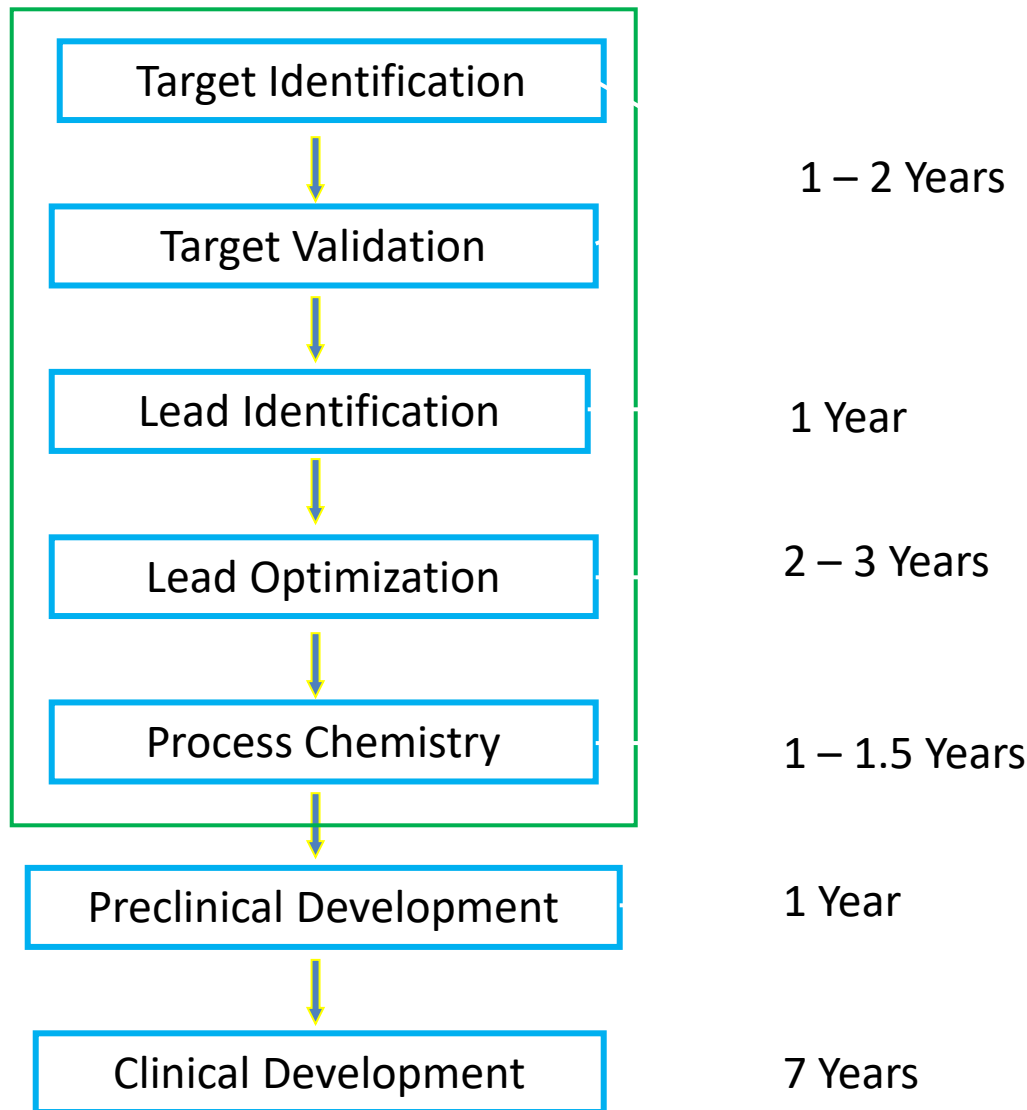 Target Identification
1 – 2 Years
Target Validation
Lead Identification
1 Year
Lead Optimization
2 – 3 Years
Process Chemistry
1 – 1.5 Years
Preclinical Development
1 Year
Clinical Development
7 Years